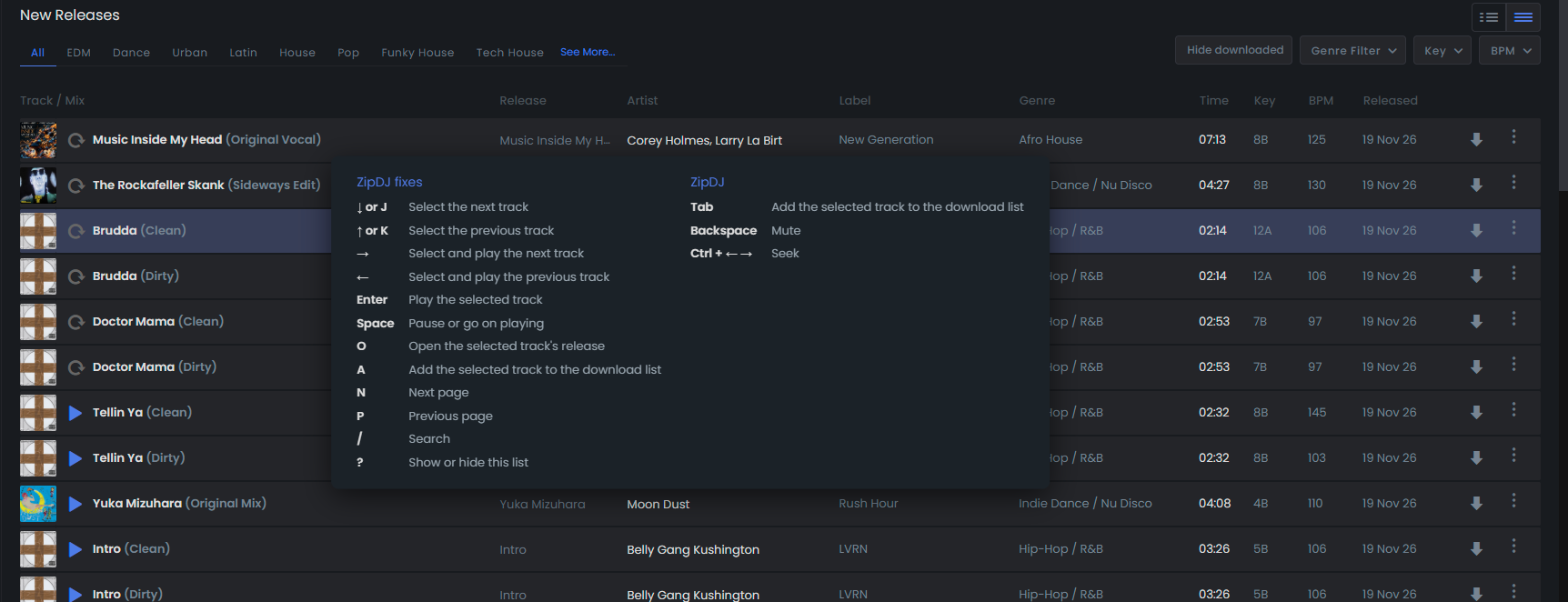 New Releases
All EDM Dance Urban Latin House Pop Funky House Tech House See More...
Hide downloaded Genre Filter Key BPM
Track / Mix Release Artist Label Genre Time Key BPM Released
Music Inside My Head (Original Vocal) Music Inside My H... Corey Holmes, Larry La Birt New Generation Afro House 07:13 8B 125 19 Nov 26
The Rockafeller Skank (Sideways Edit) Dance / Nu Disco 04:27 8B 130 19 Nov 26
Brudda (Clean) Hop / R&B 02:14 12A 106 19 Nov 26
Brudda (Dirty) Hop / R&B 02:14 12A 106 19 Nov 26
Doctor Mama (Clean) Hop / R&B 02:53 7B 97 19 Nov 26
Doctor Mama (Dirty) Hop / R&B 02:53 7B 97 19 Nov 26
Tellin Ya (Clean) Hop / R&B 02:32 8B 145 19 Nov 26
Tellin Ya (Dirty) Hop / R&B 02:32 8B 103 19 Nov 26
Yuka Mizuhara (Original Mix) Yuka Mizuhara Moon Dust Rush Hour Indie Dance / Nu Disco 04:08 4B 110 19 Nov 26
Intro (Clean) Intro Belly Gang Kushington LVRN Hip-Hop / R&B 03:26 5B 106 19 Nov 26
Intro (Dirty) Intro Belly Gang Kushington LVRN Hip-Hop / R&B 03:26 5B 106 19 Nov 26
ZipDJ fixes
↓ or J Select the next track
↑ or K Select the previous track
→ Select and play the next track
← Select and play the previous track
Enter Play the selected track
Space Pause or go on playing
O Open the selected track's release
A Add the selected track to the download list
N Next page
P Previous page
/ Search
? Show or hide this list
ZipDJ
Tab Add the selected track to the download list
Backspace Mute
Ctrl + ← → Seek